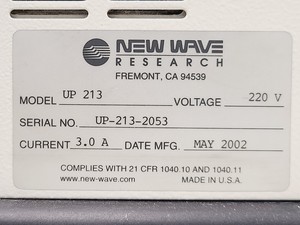 NEW WAVE
RESEARCH
FREMONT, CA 94539
MODEL UP 213 VOLTAGE 220 V
SERIAL NO. UP-213-2053
CURRENT 3.0 A DATE MFG. MAY 2002
COMPLIES WITH 21 CFR 1040.10 AND 1040.11
www.new-wave.com MADE IN U.S.A.